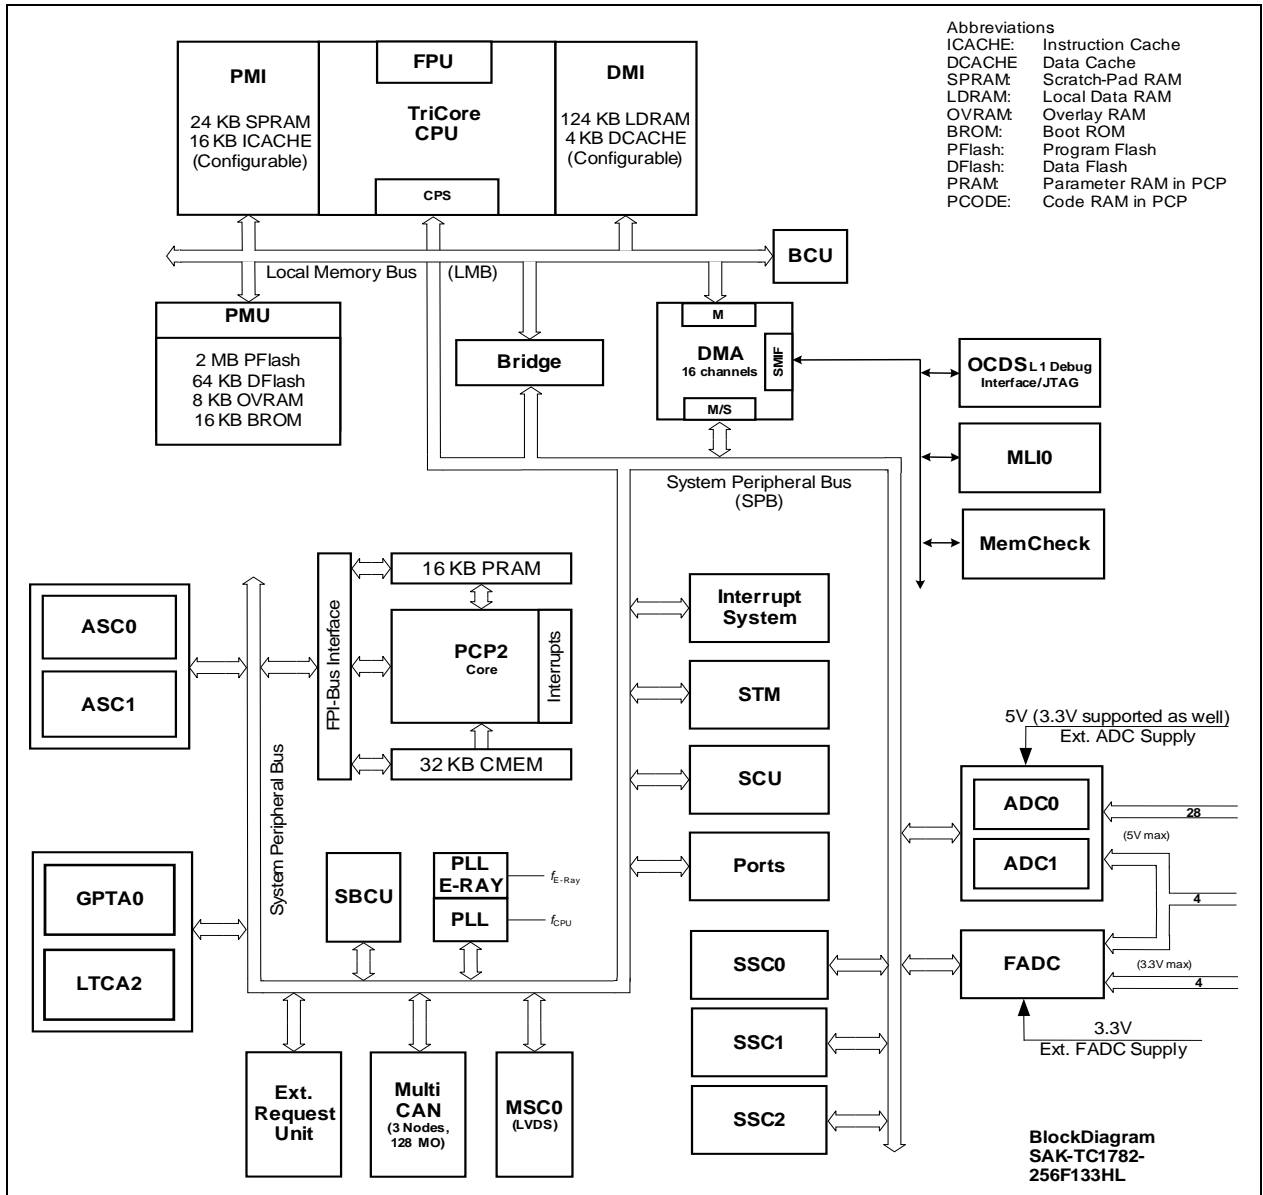 Abbreviations
ICACHE: Instruction Cache
DCACHE Data Cache
SPRAM: Scratch-Pad RAM
LDRAM: Local Data RAM
OVRAM: Overlay RAM
BROM: Boot ROM
PFlash: Program Flash
DFlash: Data Flash
PRAM: Parameter RAM in PCP
PCODE: Code RAM in PCP
PMI
24 KB SPRAM
16 KB ICACHE
(Configurable)
FPU
TriCore
CPU
CPS
DMI
124 KB LDRAM
4 KB DCACHE
(Configurable)
BCU
Local Memory Bus (LMB)
PMU
2 MB PFlash
64 KB DFlash
8 KB OVRAM
16 KB BROM
Bridge
M
DMA
16 channels
SMIF
M/S
OCDS L1 Debug
Interface/JTAG
MLI0
MemCheck
System Peripheral Bus
(SPB)
ASC0
ASC1
FPI-Bus Interface
16 KB PRAM
PCP2
Core
Interrupts
32 KB CMEM
Interrupt
System
STM
SCU
Ports
System Peripheral Bus
5V (3.3V supported as well)
Ext. ADC Supply
ADC0
ADC1
28
(5V max)
4
GPTA0
LTCA2
SBCU
PLL
E-RAY
fE-Ray
PLL
fCPU
SSC0
SSC1
SSC2
FADC
(3.3V max)
4
3.3V
Ext. FADC Supply
Ext.
Request
Unit
Multi
CAN
(3 Nodes,
128 MO)
MSC0
(LVDS)
BlockDiagram
SAK-TC1782-
256F133HL